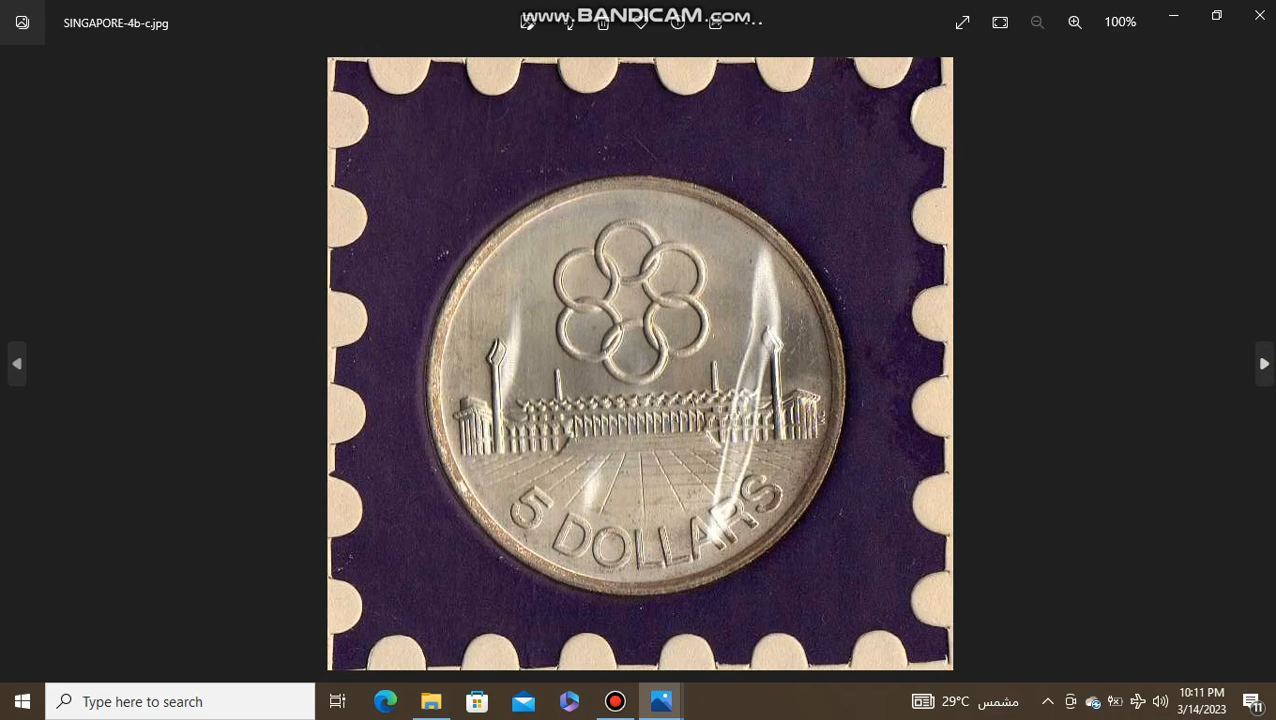 SINGAPORE-4b-c.jpg
www.BANDICAM.com
100%
5 DOLLARS
Type here to search
29°C مشمس
10:11 PM
3/14/2023
11